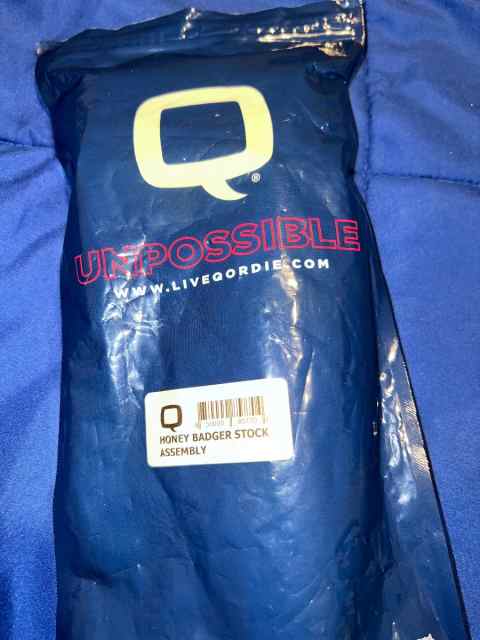 Q®
UNPOSSIBLE
WWW.LIVEQORDIE.COM
Q
HONEY BADGER STOCK
ASSEMBLY